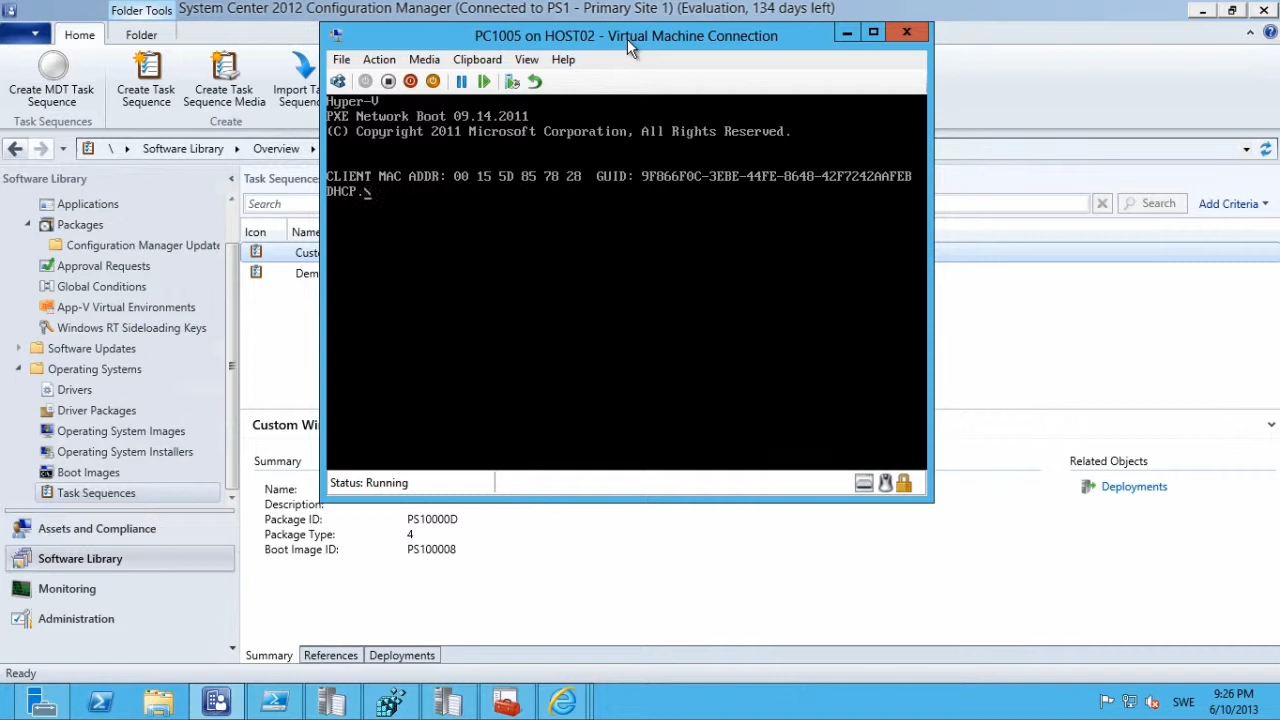 Folder Tools System Center 2012 Configuration Manager (Connected to PS1 - Primary Site 1) (Evaluation, 134 days left)
Home Folder
Create MDT Task Sequence
Create Task Sequence
Create Task Sequence Media
Import Ta Sequenc
Task Sequences Create
PC1005 on HOST02 - Virtual Machine Connection
File Action Media Clipboard View Help
Hyper-V
PXE Network Boot 09.14.2011
(C) Copyright 2011 Microsoft Corporation, All Rights Reserved.
CLIENT MAC ADDR: 00 15 5D 85 78 28 GUID: 9F866F0C-3EBE-44FE-8648-42F7242AAFEB
DHCP.\
Status: Running
\ Software Library Overview
Software Library
Applications
Packages
Configuration Manager Update
Approval Requests
Global Conditions
App-V Virtual Environments
Windows RT Sideloading Keys
Software Updates
Operating Systems
Drivers
Driver Packages
Operating System Images
Operating System Installers
Boot Images
Task Sequences
Assets and Compliance
Software Library
Monitoring
Administration
Task Sequenc
Search Search Add Criteria
Icon Name
Custo
Dem
Custom Win
Summary
Name:
Description:
Package ID: PS10000D
Package Type: 4
Boot Image ID: PS100008
Related Objects
Deployments
Summary References Deployments
Ready
SWE 9:26 PM
6/10/2013